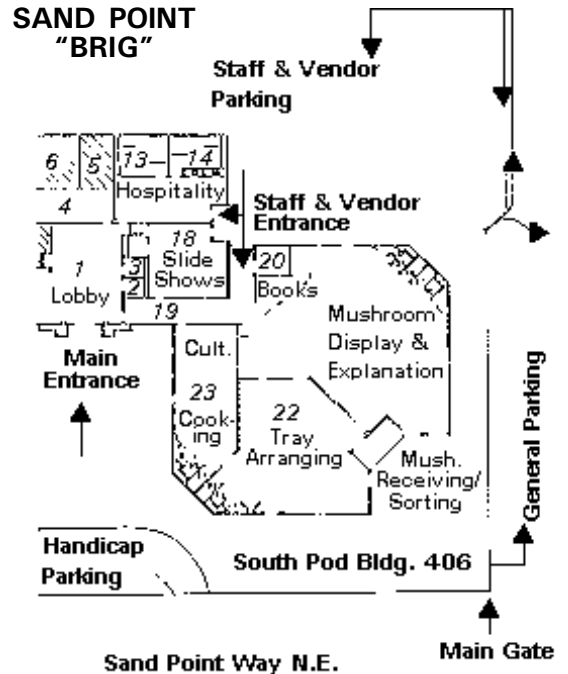 SAND POINT
“BRIG”
Staff & Vendor
Parking
6
5
13
14
Hospitality
4
Staff & Vendor
Entrance
18
Slide
Shows
20
Books
1
Lobby
3
2
19
Mushroom
Display &
Explanation
Main
Entrance
Cult.
23
Cook-
ing
22
Tray
Arranging
Mush.
Receiving/
Sorting
General Parking
Handicap
Parking
South Pod Bldg. 406
Main Gate
Sand Point Way N.E.